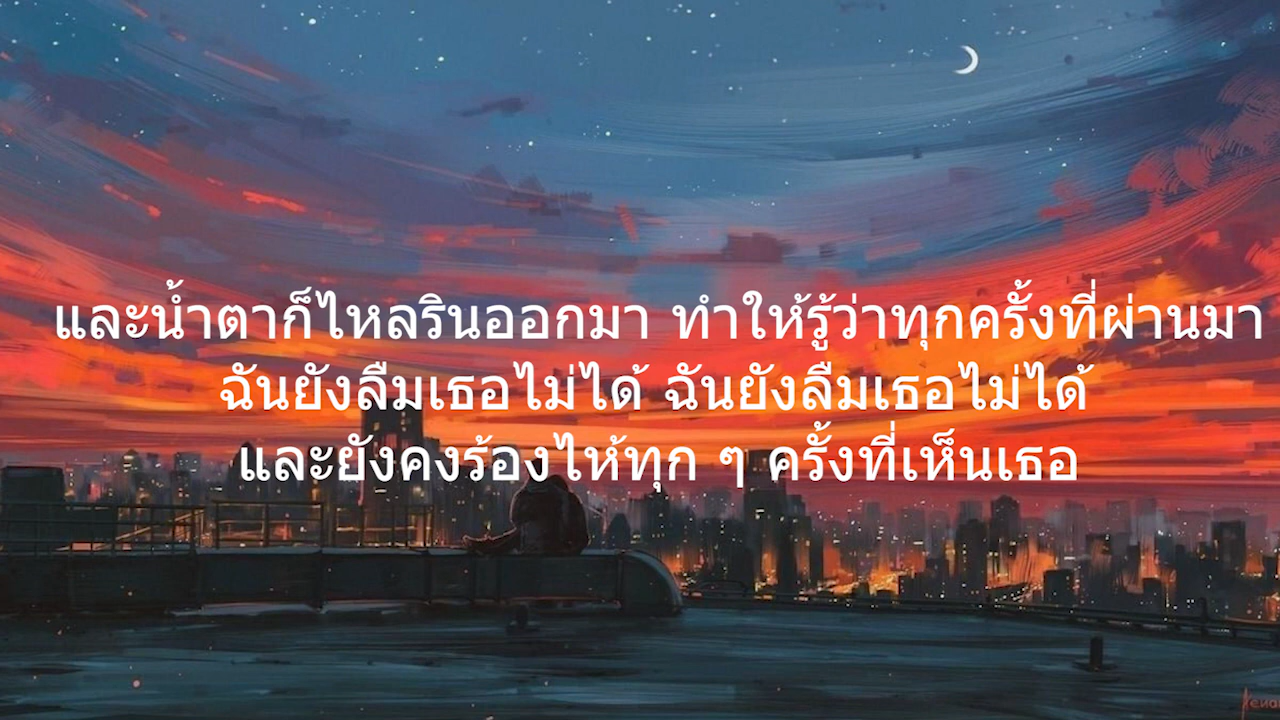 และน้ำตาก็ไหลรินออกมา ทำให้รู้ว่าทุกครั้งที่ผ่านมา
ฉันยังลืมเธอไม่ได้ ฉันยังลืมเธอไม่ได้
และยังคงร้องไห้ทุก ๆ ครั้งที่เห็นเธอ